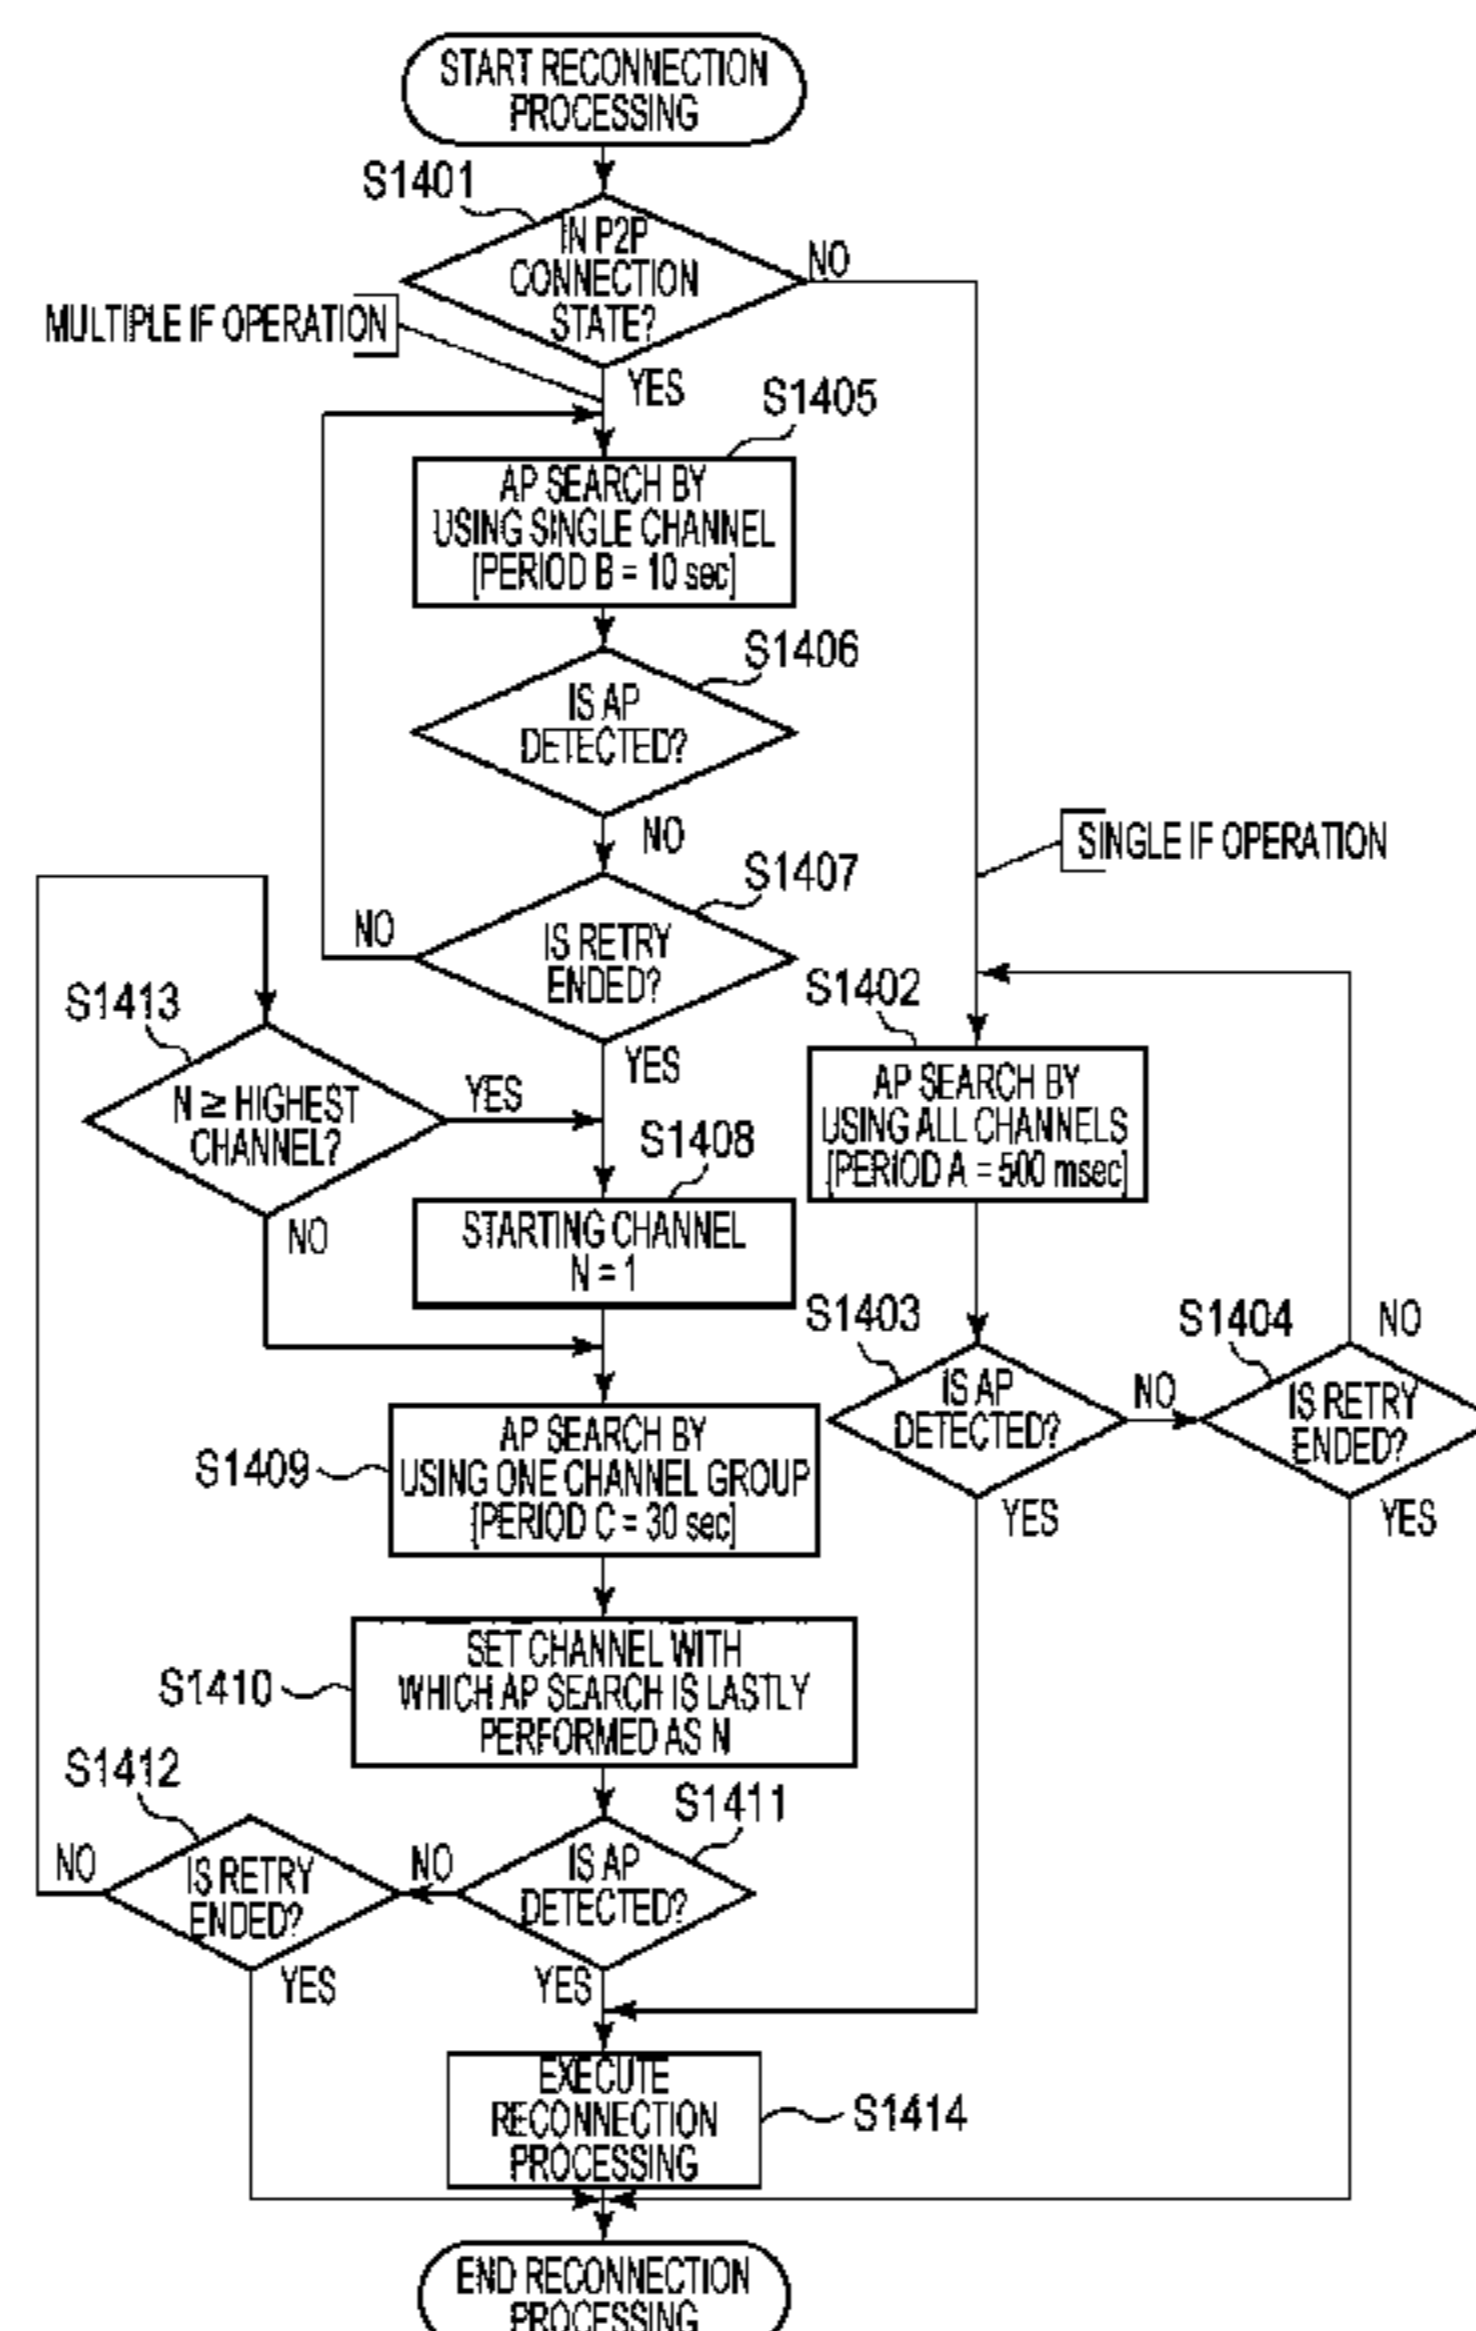 START RECONNECTION
PROCESSING
S1401
IN P2P
CONNECTION
STATE?
NO
MULTIPLE IF OPERATION
YES
S1405
AP SEARCH BY
USING SINGLE CHANNEL
[PERIOD B = 10 sec]
S1406
IS AP
DETECTED?
NO
SINGLE IF OPERATION
S1407
NO
IS RETRY
ENDED?
S1413
S1402
YES
N ≥ HIGHEST
CHANNEL?
YES
AP SEARCH BY
USING ALL CHANNELS
[PERIOD A = 500 msec]
S1408
NO
STARTING CHANNEL
N = 1
S1403
S1404
NO
IS AP
DETECTED?
NO
IS RETRY
ENDED?
S1409
AP SEARCH BY
USING ONE CHANNEL GROUP
[PERIOD C = 30 sec]
YES
YES
S1410
SET CHANNEL WITH
WHICH AP SEARCH IS LASTLY
PERFORMED AS N
S1412
S1411
NO
IS RETRY
ENDED?
NO
IS AP
DETECTED?
YES
YES
EXECUTE
RECONNECTION
PROCESSING
S1414
END RECONNECTION
PROCESSING